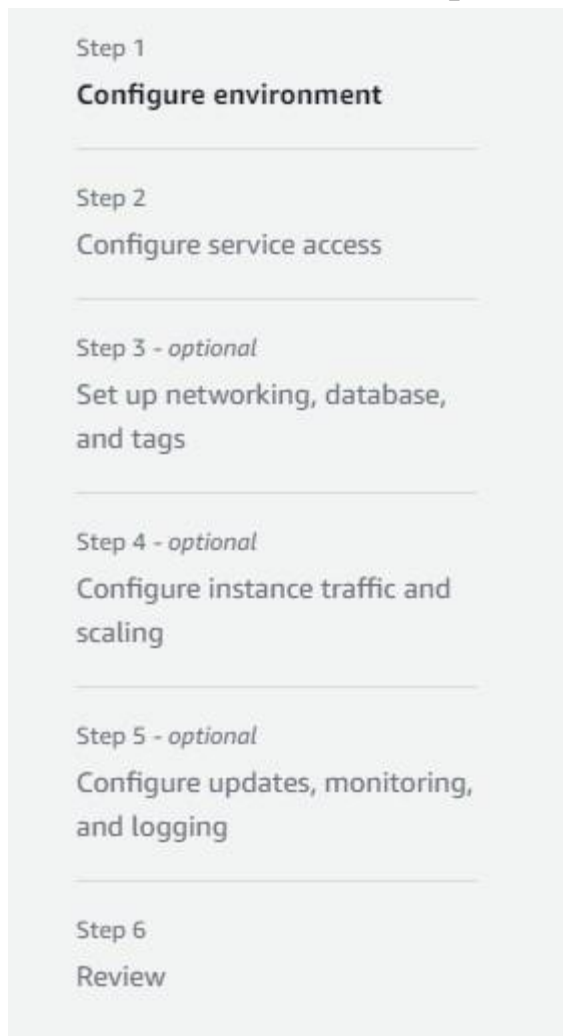 Step 1
Configure environment
Step 2
Configure service access
Step 3 - optional
Set up networking, database,
and tags
Step 4 - optional
Configure instance traffic and
scaling
Step 5 - optional
Configure updates, monitoring,
and logging
Step 6
Review